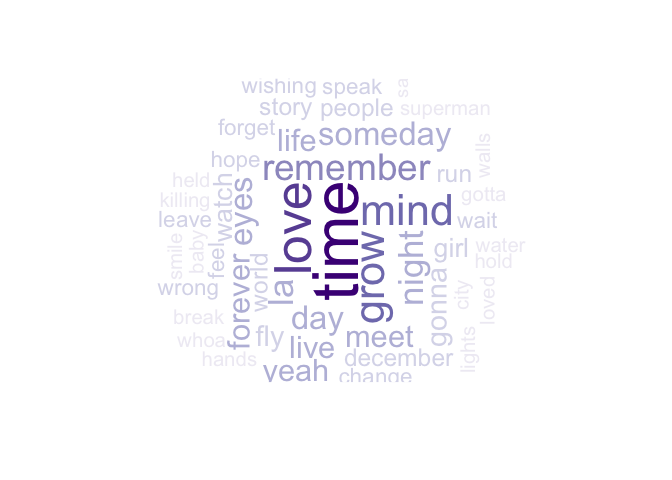 wishing speak sa
story people superman
forget life someday walls
hope remember run
held killing watch eyes love time mind gotta
leave wait
smile baby feel forever world la grow night girl water
hold
wrong day gonna city loved
break fly meet
whoa live december lights
hands yeah change